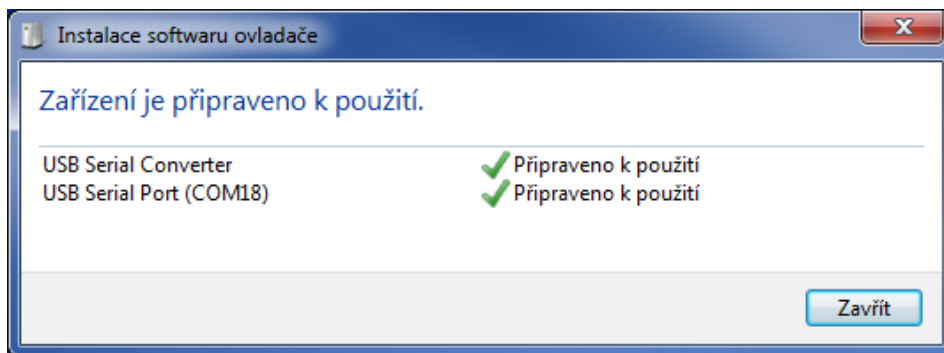 Instalace softwaru ovladače
Zařízení je připraveno k použití.
USB Serial Converter Připraveno k použití
USB Serial Port (COM18) Připraveno k použití
Zavřít